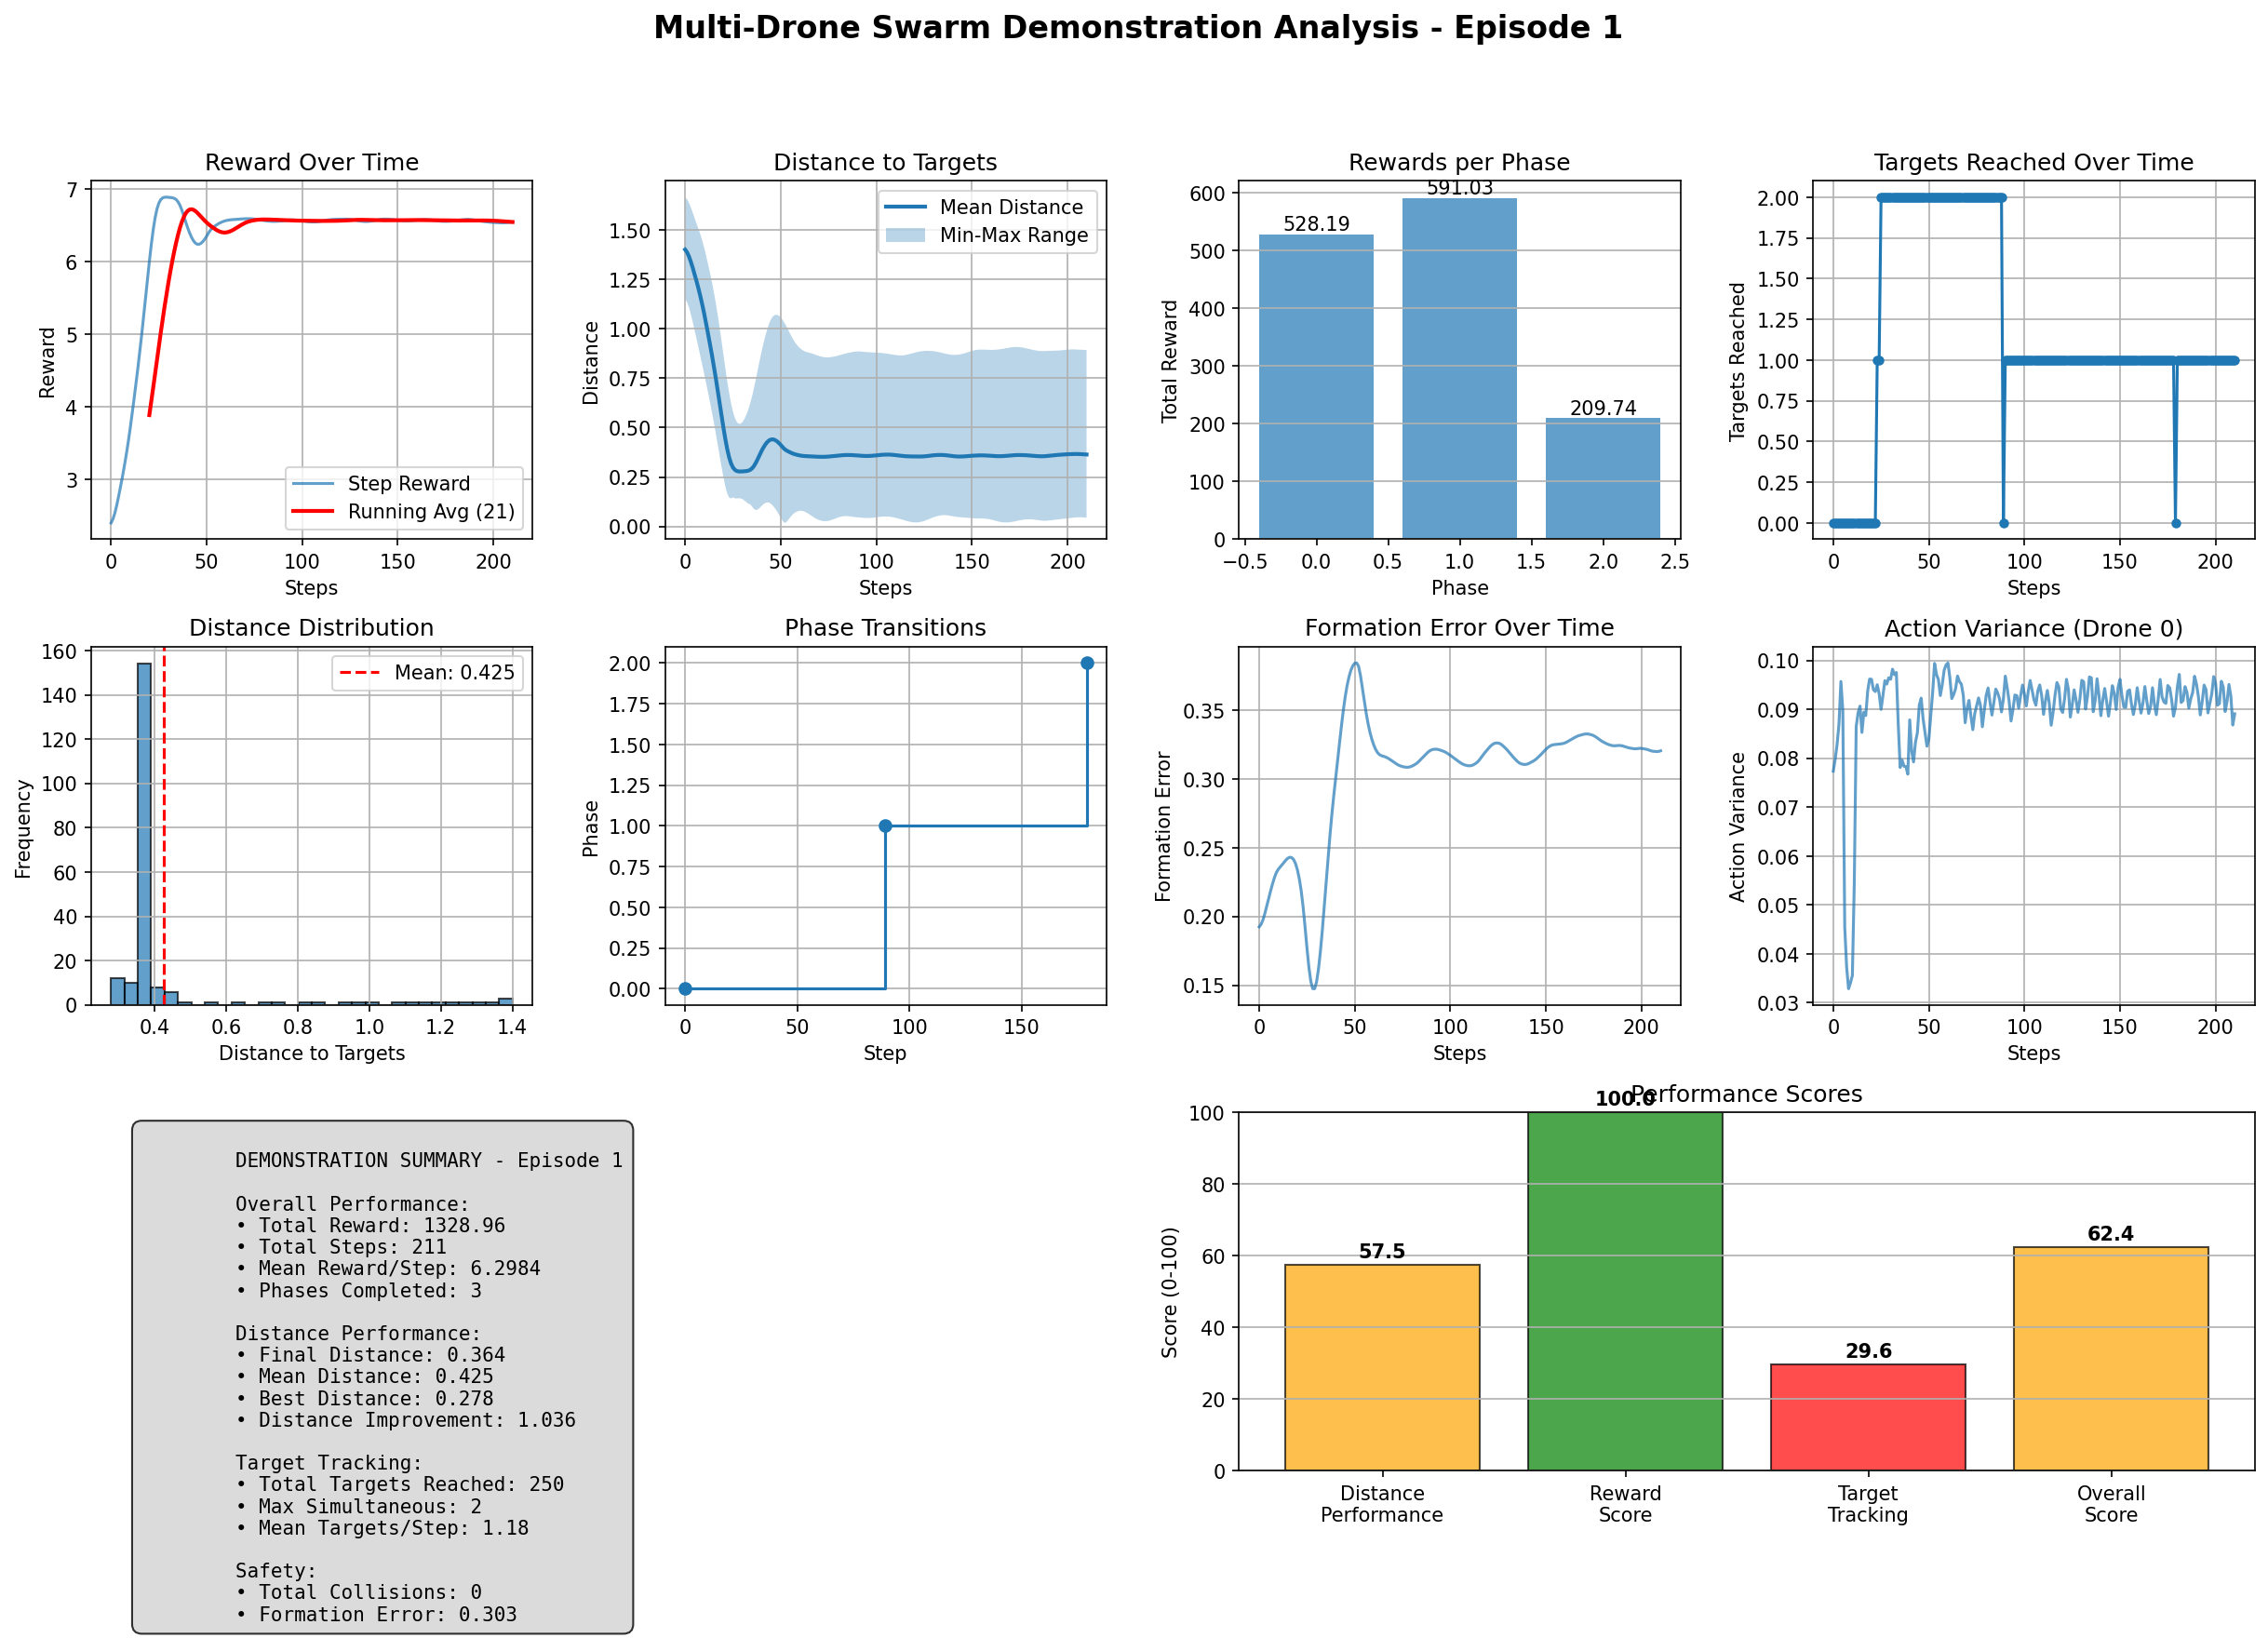 Multi-Drone Swarm Demonstration Analysis - Episode 1
Reward Over Time
7
6
5
4
3
Reward
0 50 100 150 200
Steps
Step Reward
Running Avg (21)
Distance to Targets
1.50
1.25
1.00
0.75
0.50
0.25
0.00
Distance
0 50 100 150 200
Steps
Mean Distance
Min-Max Range
Rewards per Phase
600
500
400
300
200
100
0
Total Reward
528.19
591.03
209.74
−0.5 0.0 0.5 1.0 1.5 2.0 2.5
Phase
Targets Reached Over Time
2.00
1.75
1.50
1.25
1.00
0.75
0.50
0.25
0.00
Targets Reached
0 50 100 150 200
Steps
Distance Distribution
160
140
120
100
80
60
40
20
0
Frequency
Mean: 0.425
0.4 0.6 0.8 1.0 1.2 1.4
Distance to Targets
Phase Transitions
2.00
1.75
1.50
1.25
1.00
0.75
0.50
0.25
0.00
Phase
0 50 100 150
Step
Formation Error Over Time
0.35
0.30
0.25
0.20
0.15
Formation Error
0 50 100 150 200
Steps
Action Variance (Drone 0)
0.10
0.09
0.08
0.07
0.06
0.05
0.04
0.03
Action Variance
0 50 100 150 200
Steps
DEMONSTRATION SUMMARY - Episode 1
Overall Performance:
• Total Reward: 1328.96
• Total Steps: 211
• Mean Reward/Step: 6.2984
• Phases Completed: 3
Distance Performance:
• Final Distance: 0.364
• Mean Distance: 0.425
• Best Distance: 0.278
• Distance Improvement: 1.036
Target Tracking:
• Total Targets Reached: 250
• Max Simultaneous: 2
• Mean Targets/Step: 1.18
Safety:
• Total Collisions: 0
• Formation Error: 0.303
Performance Scores
100
80
60
40
20
0
Score (0-100)
57.5
100.0
29.6
62.4
Distance
Performance
Reward
Score
Target
Tracking
Overall
Score